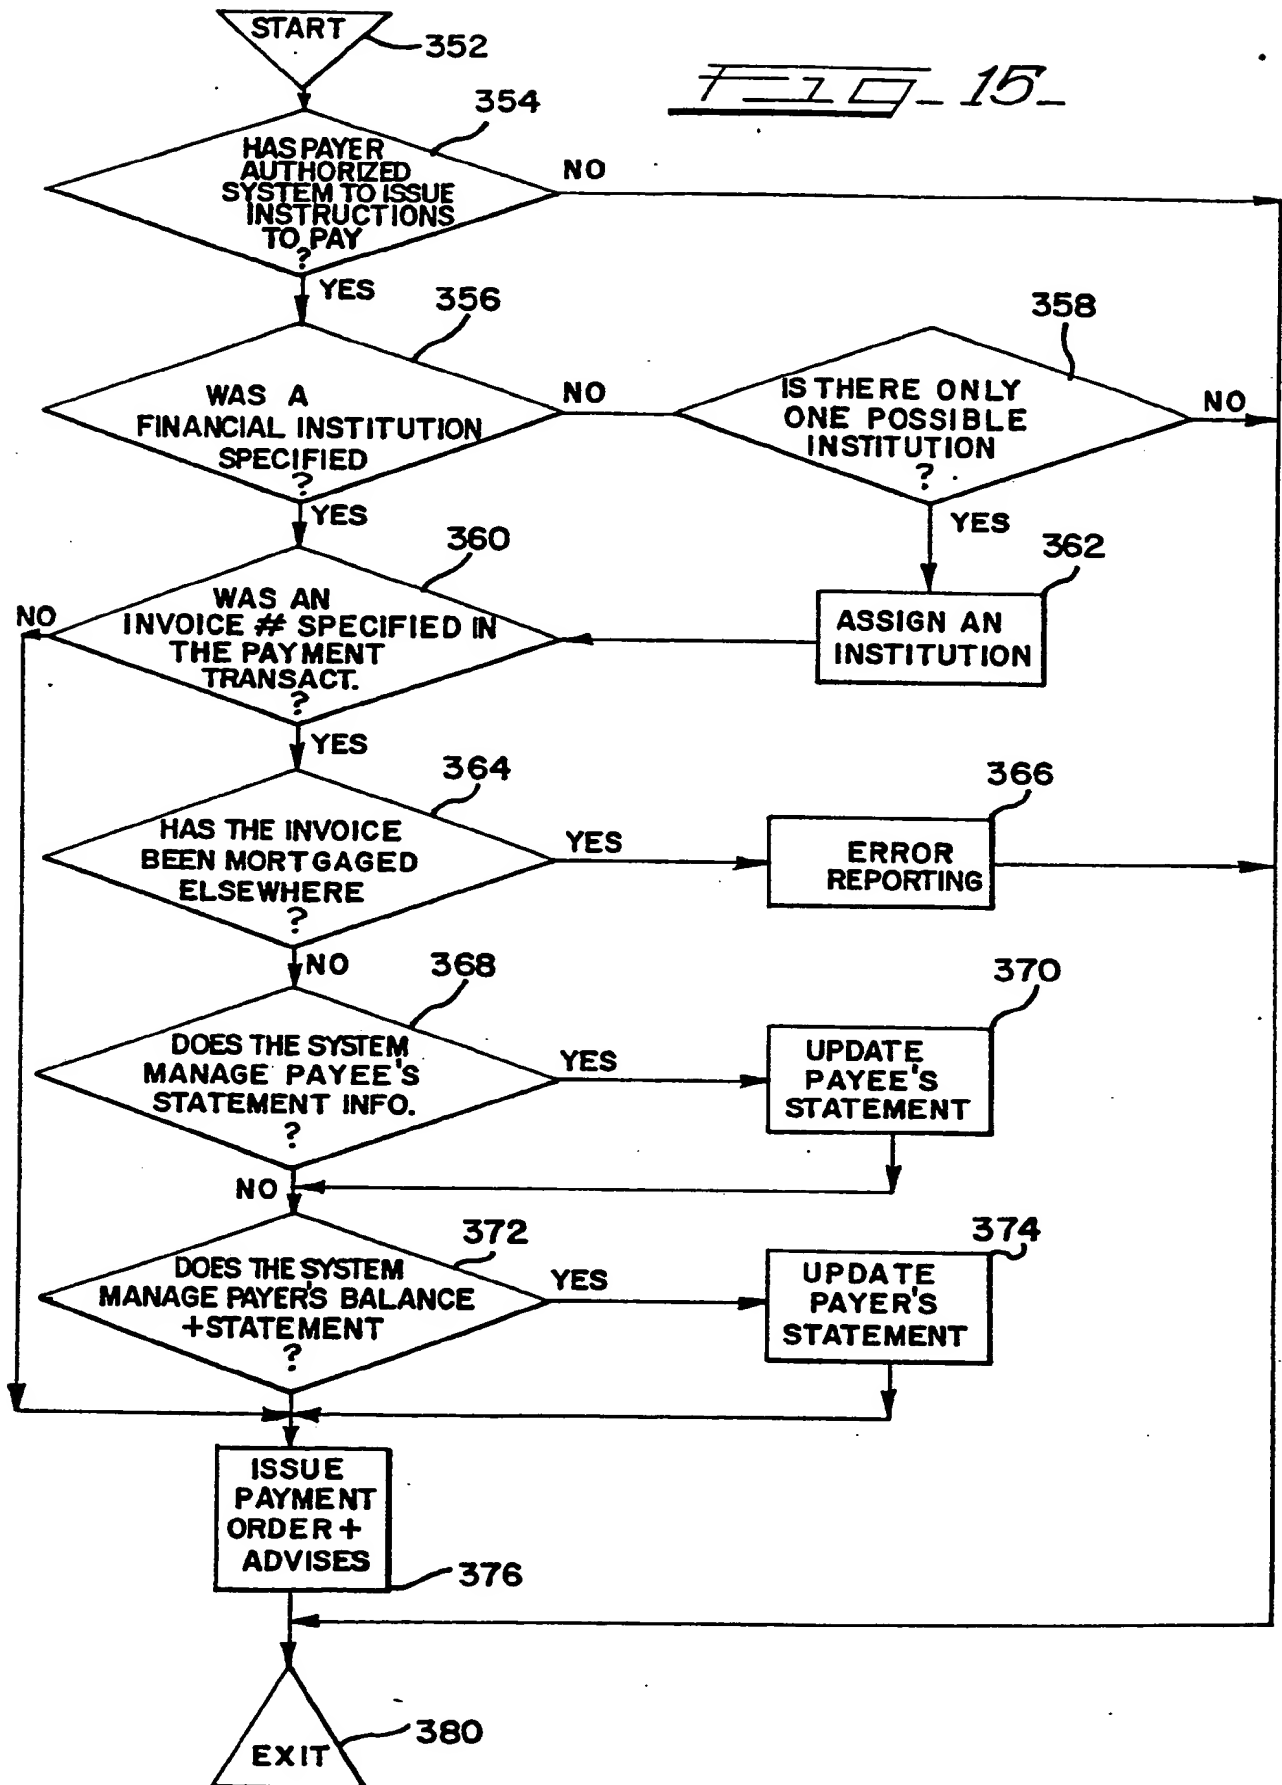 START
352
Fig-15-
354
HAS PAYER
AUTHORIZED
SYSTEM TO ISSUE
INSTRUCTIONS
TO PAY
?
NO
YES
356
358
WAS A
FINANCIAL INSTITUTION
SPECIFIED
?
NO
IS THERE ONLY
ONE POSSIBLE
INSTITUTION
?
NO
YES
YES
360
362
NO
WAS AN
INVOICE # SPECIFIED IN
THE PAYMENT
TRANSACT.
?
ASSIGN AN
INSTITUTION
YES
364
366
HAS THE INVOICE
BEEN MORTGAGED
ELSEWHERE
?
YES
ERROR
REPORTING
NO
368
370
DOES THE SYSTEM
MANAGE PAYEE'S
STATEMENT INFO.
?
YES
UPDATE
PAYEE'S
STATEMENT
NO
372
374
DOES THE SYSTEM
MANAGE PAYER'S BALANCE
+STATEMENT
?
YES
UPDATE
PAYER'S
STATEMENT
ISSUE
PAYMENT
ORDER +
ADVISES
376
EXIT
380